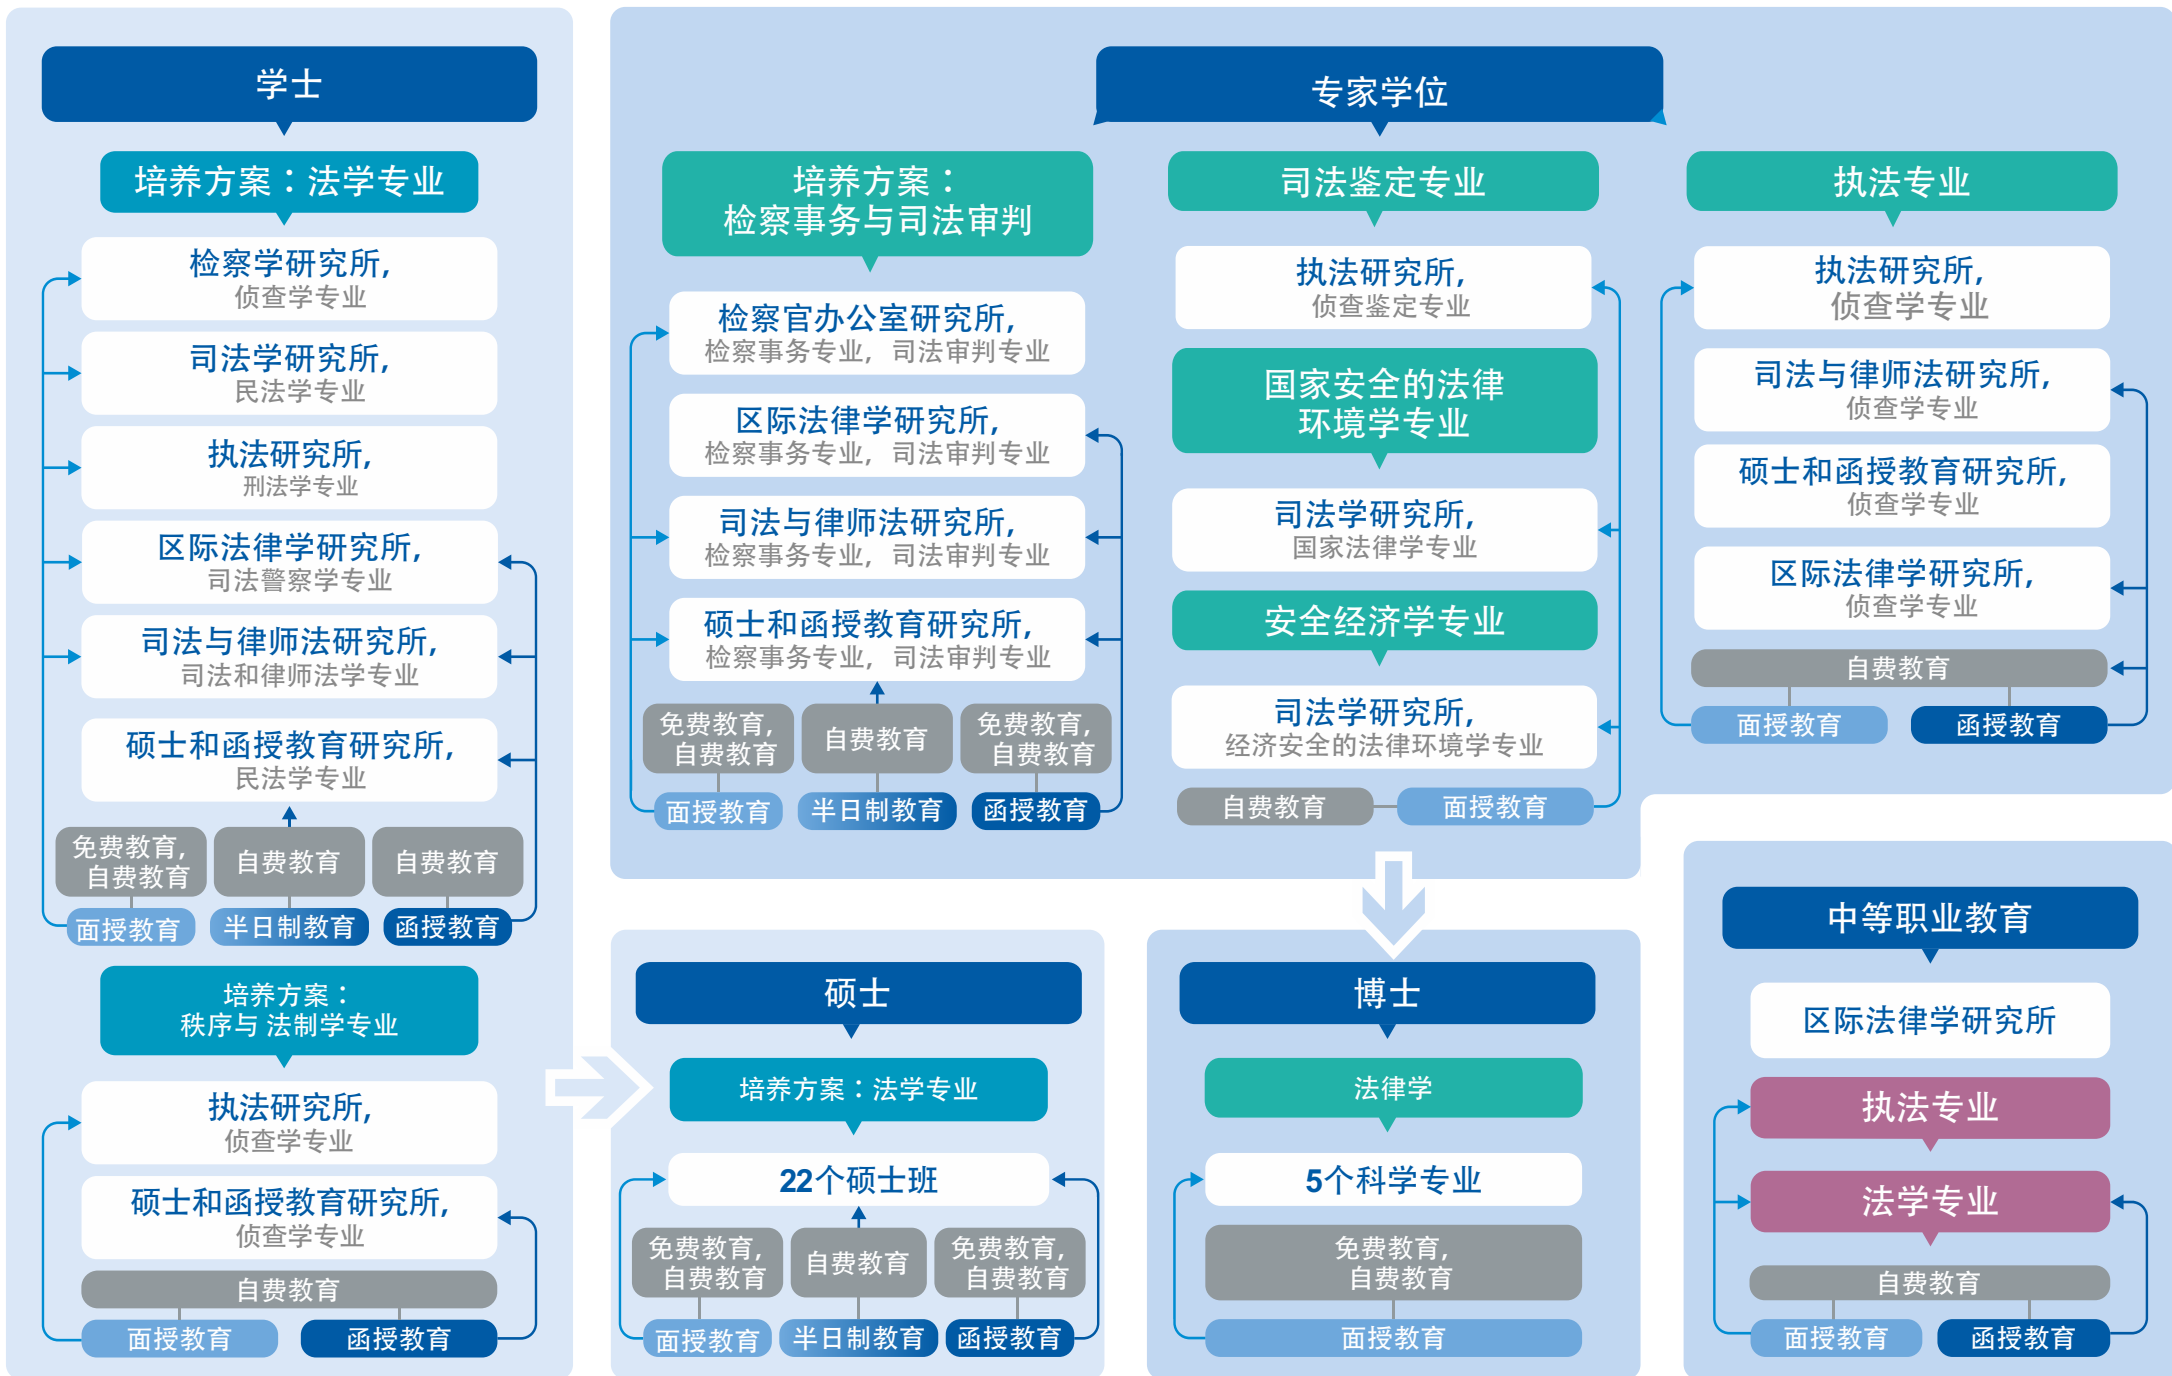 学士
培养方案：法学专业
检察学研究所,
侦查学专业
司法学研究所,
民法学专业
执法研究所,
刑法学专业
区际法律学研究所,
司法警察学专业
司法与律师法研究所,
司法和律师法学专业
硕士和函授教育研究所,
民法学专业
免费教育,
自费教育
自费教育
自费教育
面授教育
半日制教育
函授教育
培养方案：
秩序与 法制学专业
执法研究所,
侦查学专业
硕士和函授教育研究所,
侦查学专业
自费教育
面授教育
函授教育
专家学位
培养方案：
检察事务与司法审判
检察官办公室研究所,
检察事务专业，司法审判专业
区际法律学研究所,
检察事务专业，司法审判专业
司法与律师法研究所,
检察事务专业，司法审判专业
硕士和函授教育研究所,
检察事务专业，司法审判专业
免费教育,
自费教育
自费教育
免费教育,
自费教育
面授教育
半日制教育
函授教育
司法鉴定专业
执法研究所,
侦查鉴定专业
国家安全的法律
环境学专业
司法学研究所,
国家法律学专业
安全经济学专业
司法学研究所,
经济安全的法律环境学专业
自费教育
面授教育
执法专业
执法研究所,
侦查学专业
司法与律师法研究所,
侦查学专业
硕士和函授教育研究所,
侦查学专业
区际法律学研究所,
侦查学专业
自费教育
面授教育
函授教育
硕士
培养方案：法学专业
22个硕士班
免费教育,
自费教育
自费教育
免费教育,
自费教育
面授教育
半日制教育
函授教育
博士
法律学
5个科学专业
免费教育,
自费教育
面授教育
中等职业教育
区际法律学研究所
执法专业
法学专业
自费教育
面授教育
函授教育